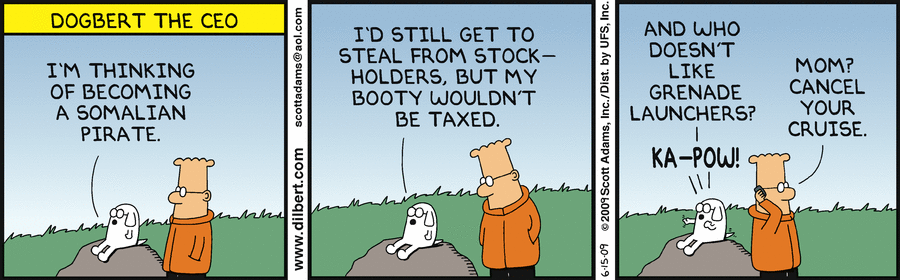 DOGBERT THE CEO
I'M THINKING
OF BECOMING
A SOMALIAN
PIRATE.
www.dilbert.com scottadams@aol.com
I'D STILL GET TO
STEAL FROM STOCK-
HOLDERS, BUT MY
BOOTY WOULDN'T
BE TAXED.
6-15-09 ©2009 Scott Adams, Inc./Dist. by UFS, Inc.
AND WHO
DOESN'T
LIKE
GRENADE
LAUNCHERS?
KA-POW!
MOM?
CANCEL
YOUR
CRUISE.